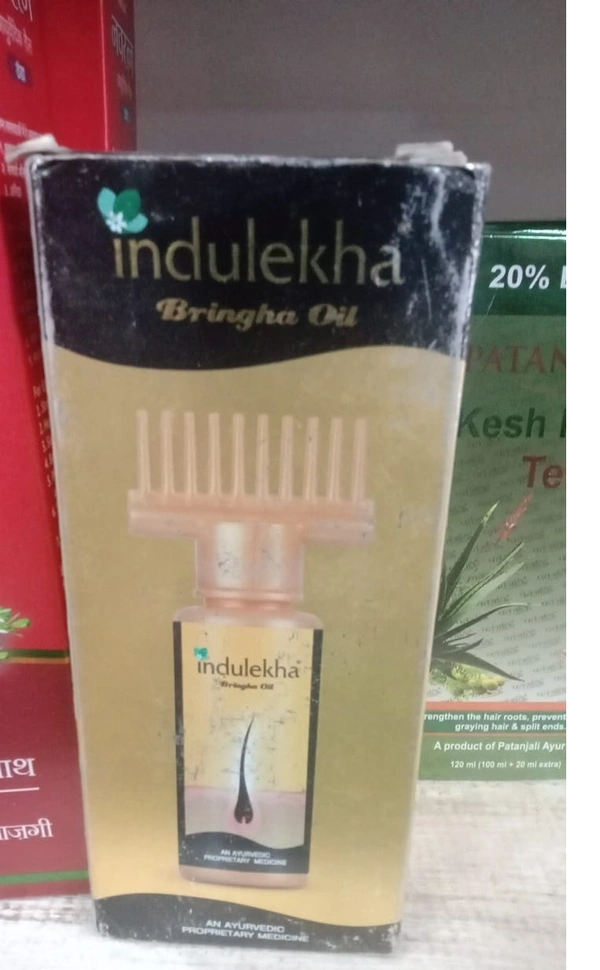 indulekha
Bringha Oil
indulekha
Bringha Oil
AN AYURVEDIC
PROPRIETARY MEDICINE
AN AYURVEDIC
PROPRIETARY MEDICINE
20%
PATAN
Kesh
Te
rengthen the hair roots, prevent
graying hair & split ends.
A product of Patanjali Ayur
120 ml (100 ml + 20 ml extra)